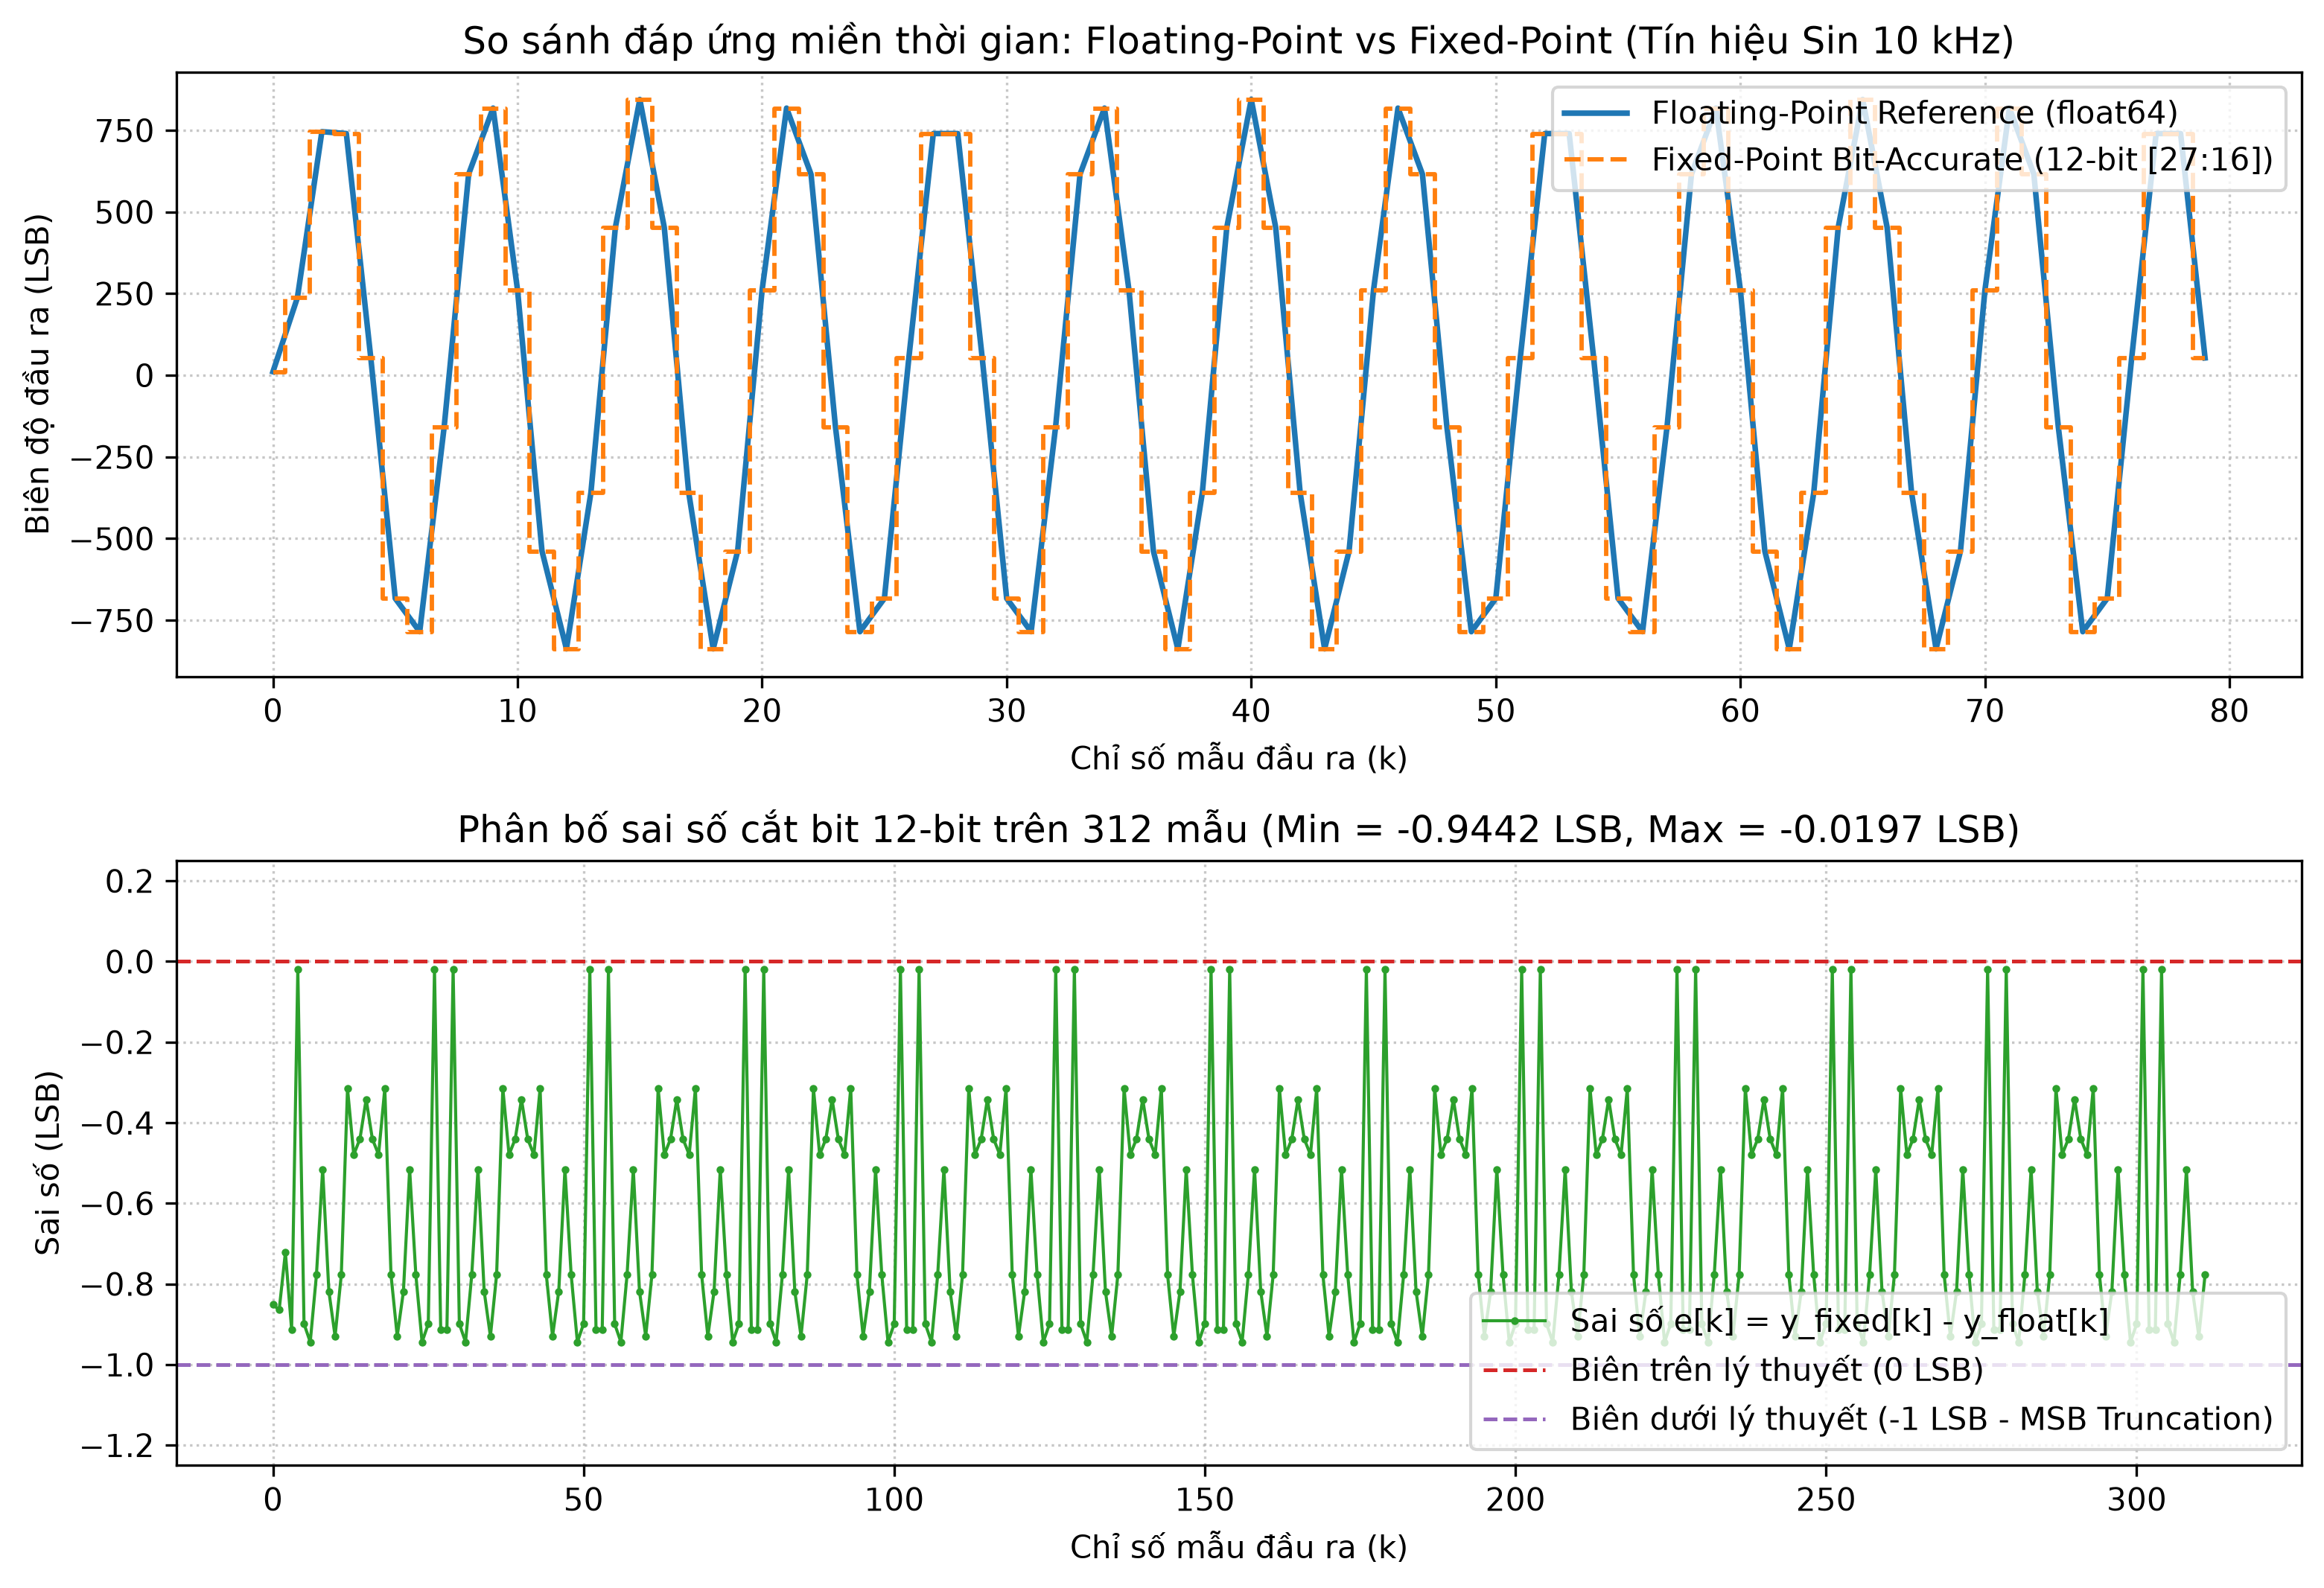 So sánh đáp ứng miền thời gian: Floating-Point vs Fixed-Point (Tín hiệu Sin 10 kHz)
Floating-Point Reference (float64)
Fixed-Point Bit-Accurate (12-bit [27:16])
Biên độ đầu ra (LSB)
750
500
250
0
−250
−500
−750
0 10 20 30 40 50 60 70 80
Chỉ số mẫu đầu ra (k)
Phân bố sai số cắt bit 12-bit trên 312 mẫu (Min = -0.9442 LSB, Max = -0.0197 LSB)
Sai số (LSB)
0.2
0.0
−0.2
−0.4
−0.6
−0.8
−1.0
−1.2
Sai số e[k] = y_fixed[k] - y_float[k]
Biên trên lý thuyết (0 LSB)
Biên dưới lý thuyết (-1 LSB - MSB Truncation)
0 50 100 150 200 250 300
Chỉ số mẫu đầu ra (k)